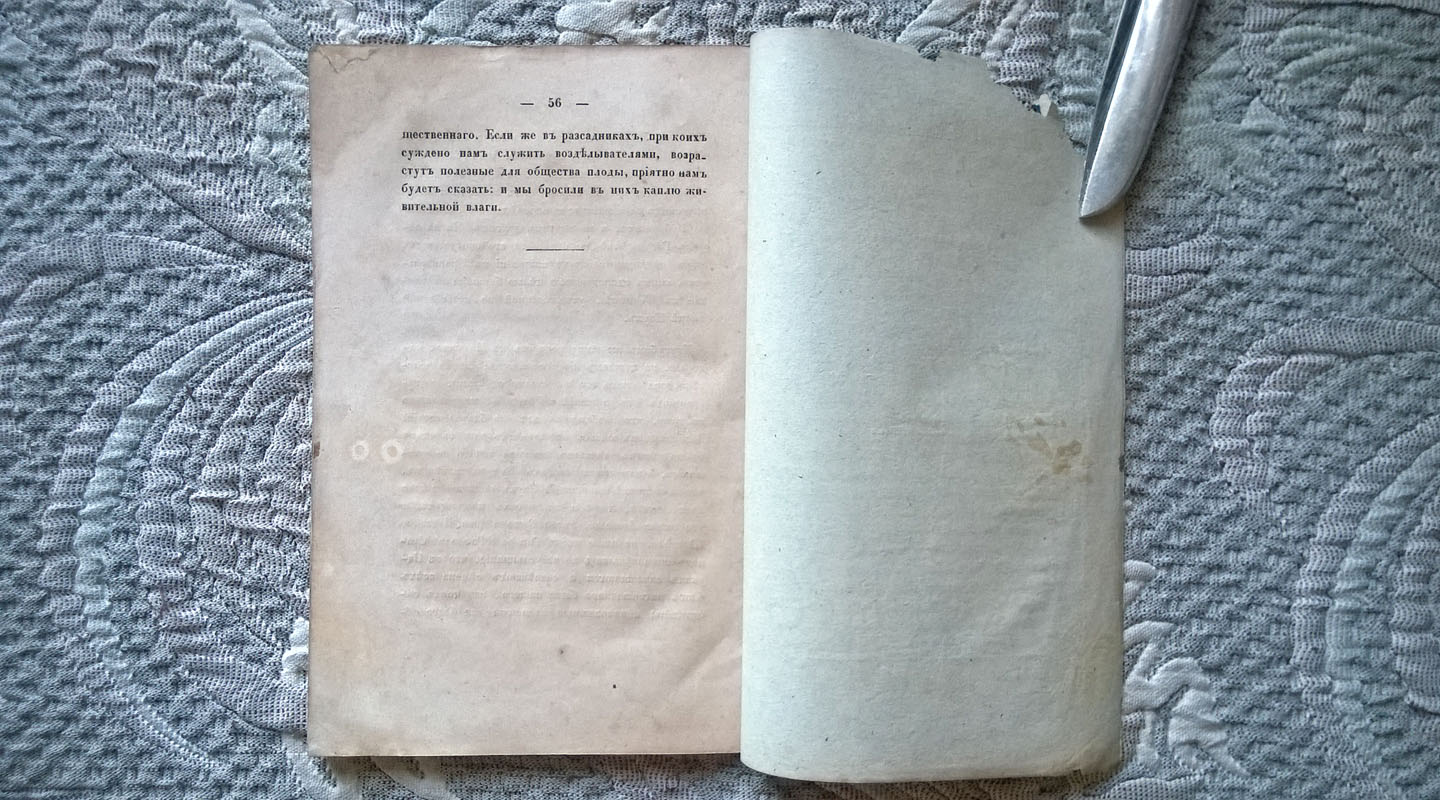 — 56 —
щественнаго. Если же въ разсадникахъ, при коихъ
суждено намъ служить воздѣлывателями, возра-
стутъ полезные для общества плоды, пріятно намъ
будетъ сказать: и мы бросили въ нихъ каплю жи-
вительной влаги.